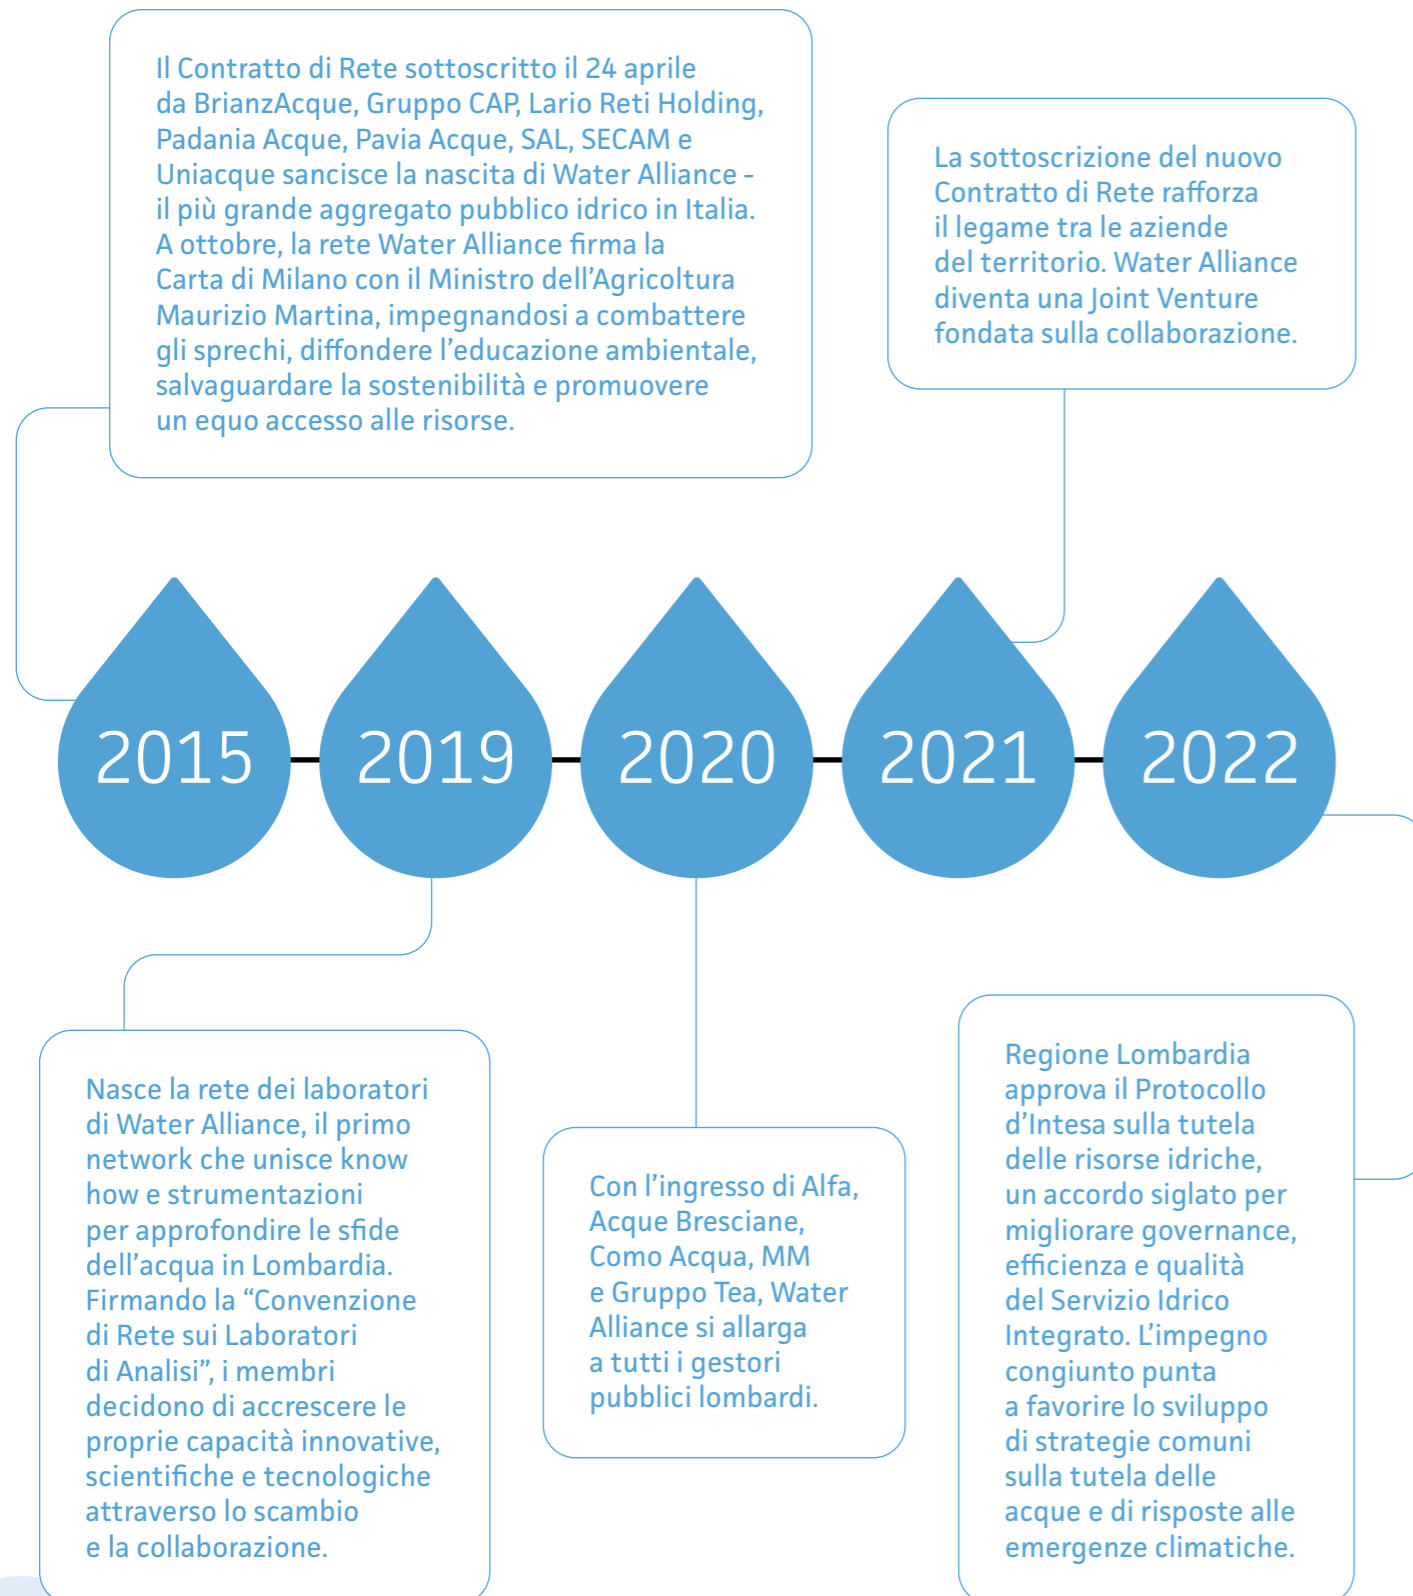 Il Contratto di Rete sottoscritto il 24 aprile
da BrianzAcque, Gruppo CAP, Lario Reti Holding,
Padania Acque, Pavia Acque, SAL, SECAM e
Uniacque sancisce la nascita di Water Alliance -
il più grande aggregato pubblico idrico in Italia.
A ottobre, la rete Water Alliance firma la
Carta di Milano con il Ministro dell'Agricoltura
Maurizio Martina, impegnandosi a combattere
gli sprechi, diffondere l'educazione ambientale,
salvaguardare la sostenibilità e promuovere
un equo accesso alle risorse.
La sottoscrizione del nuovo
Contratto di Rete rafforza
il legame tra le aziende
del territorio. Water Alliance
diventa una Joint Venture
fondata sulla collaborazione.
2015
2019
2020
2021
2022
Nasce la rete dei laboratori
di Water Alliance, il primo
network che unisce know
how e strumentazioni
per approfondire le sfide
dell'acqua in Lombardia.
Firmando la “Convenzione
di Rete sui Laboratori
di Analisi”, i membri
decidono di accrescere le
proprie capacità innovative,
scientifiche e tecnologiche
attraverso lo scambio
e la collaborazione.
Con l'ingresso di Alfa,
Acque Bresciane,
Como Acqua, MM
e Gruppo Tea, Water
Alliance si allarga
a tutti i gestori
pubblici lombardi.
Regione Lombardia
approva il Protocollo
d'Intesa sulla tutela
delle risorse idriche,
un accordo siglato per
migliorare governance,
efficienza e qualità
del Servizio Idrico
Integrato. L'impegno
congiunto punta
a favorire lo sviluppo
di strategie comuni
sulla tutela delle
acque e di risposte alle
emergenze climatiche.